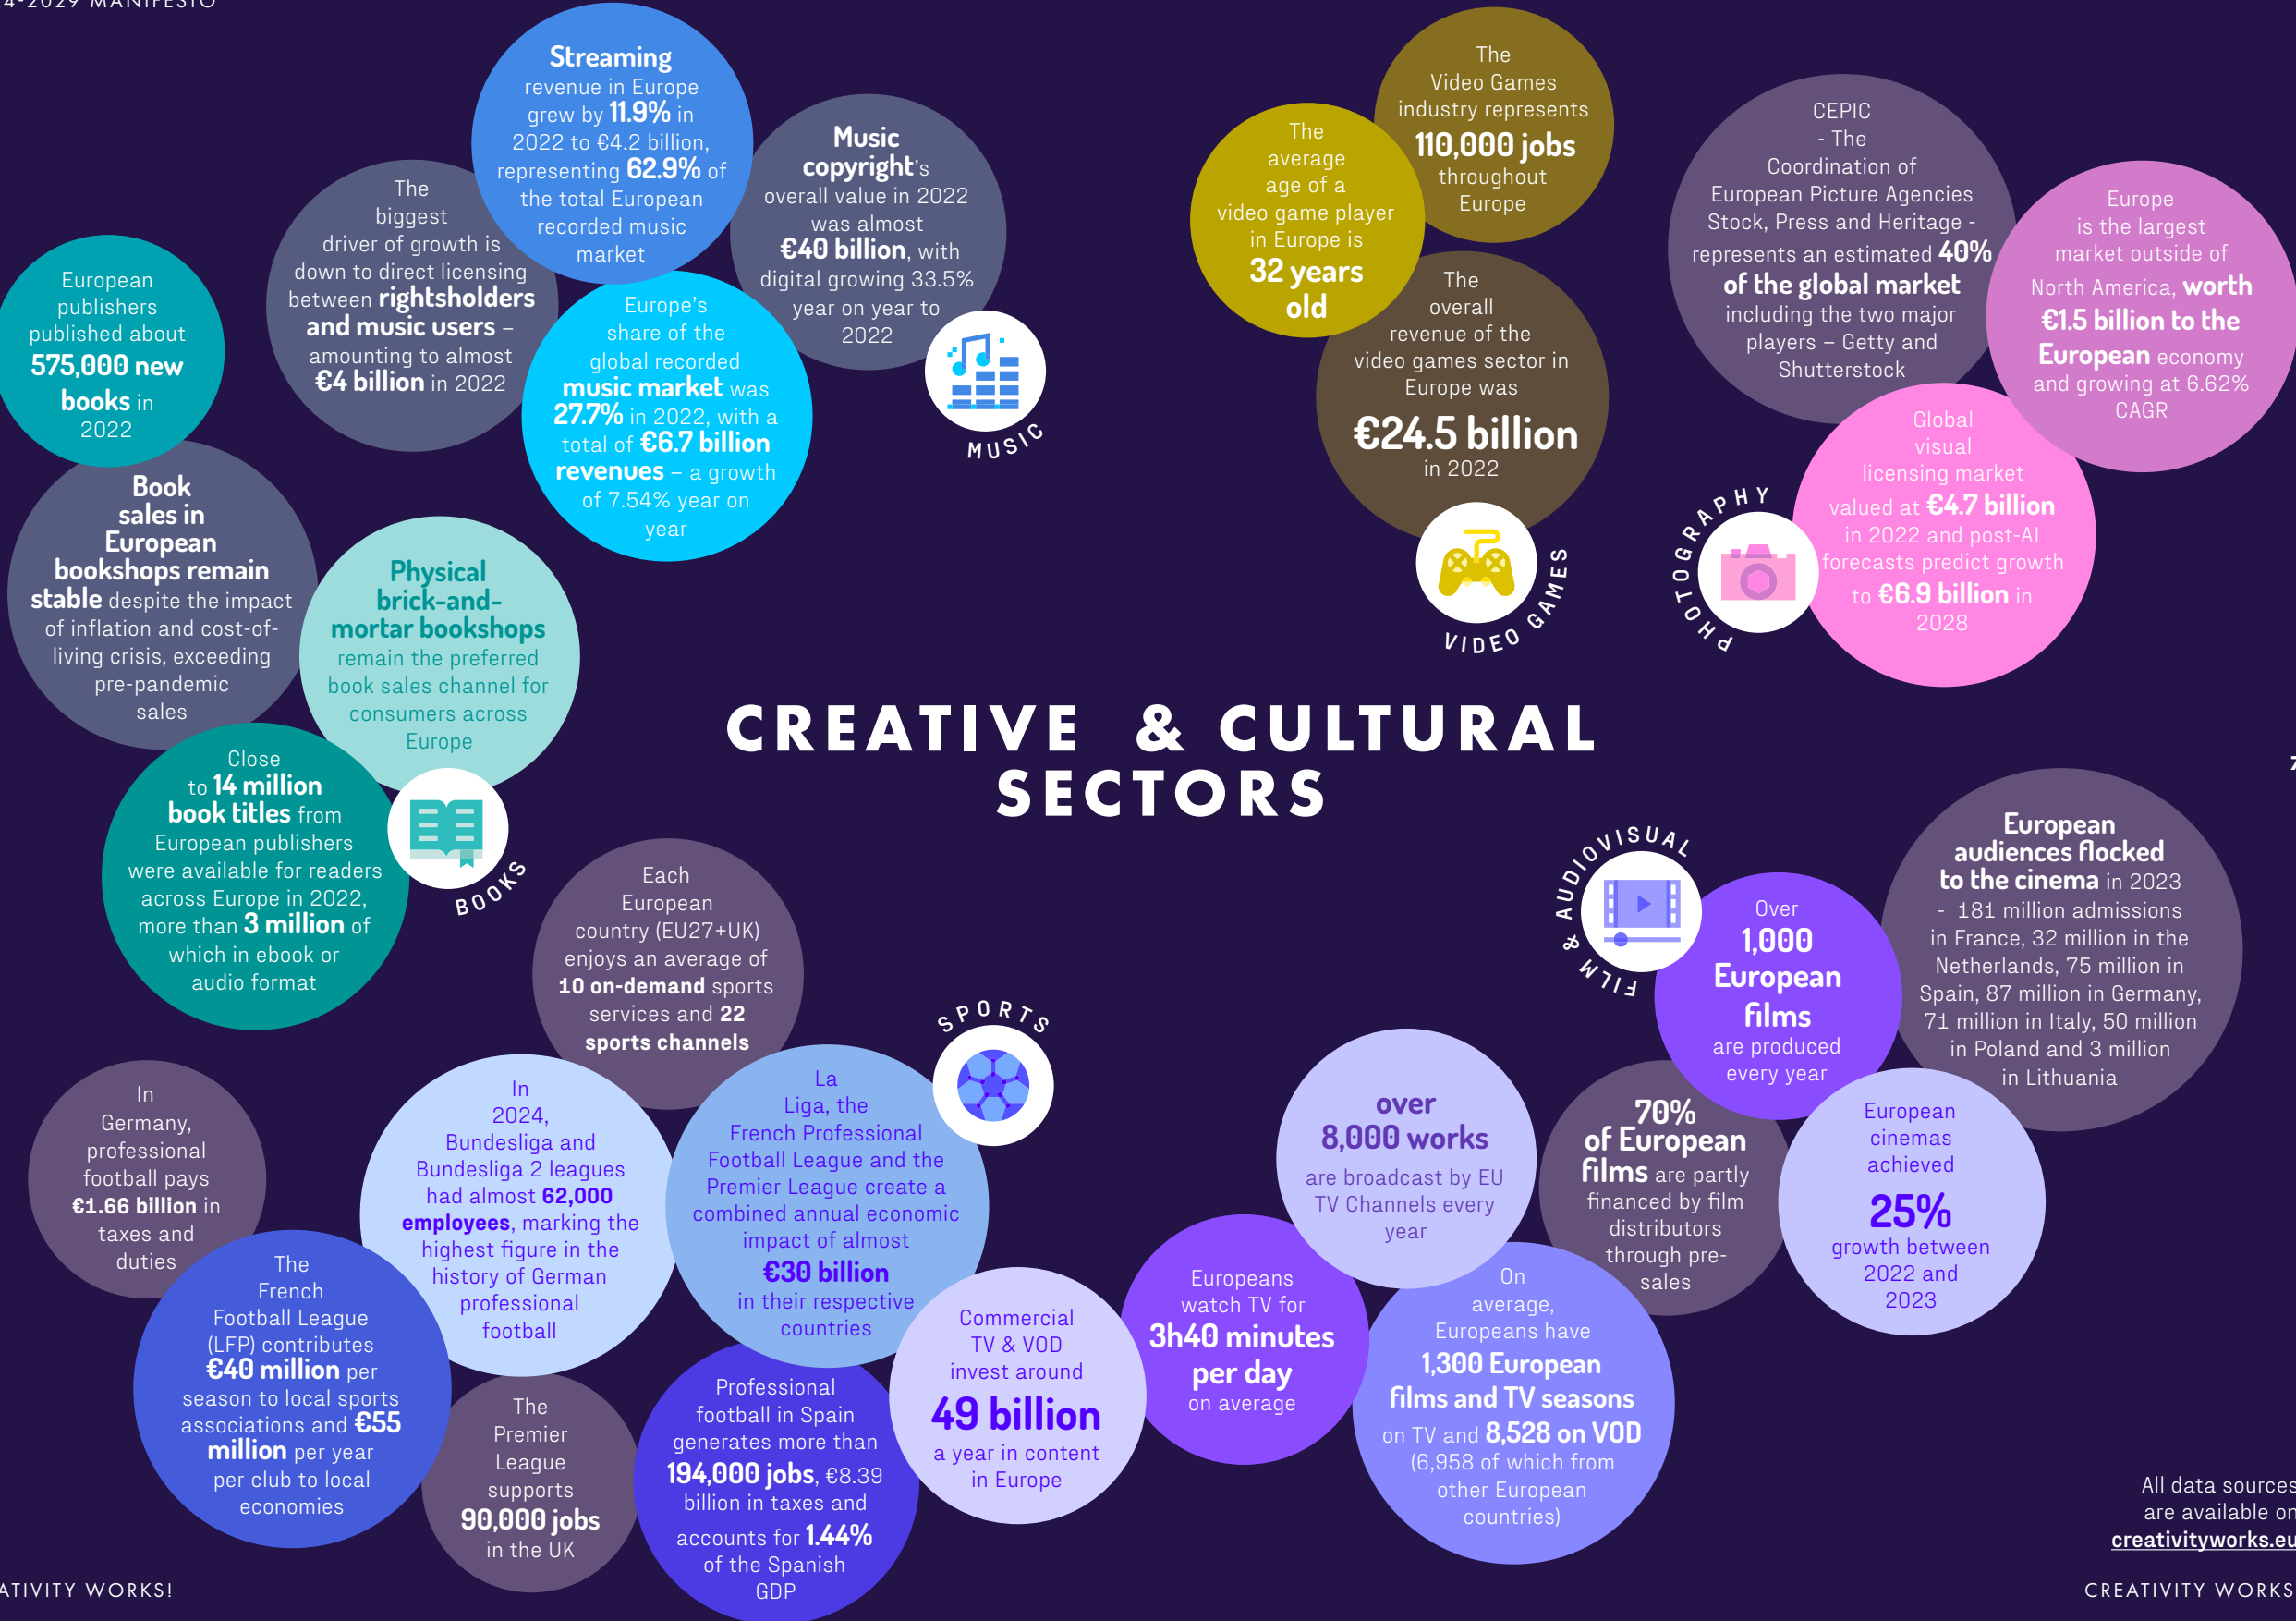 4-2029 MANIFESTO
Streaming
revenue in Europe
grew by 11.9% in
2022 to €4.2 billion,
representing 62.9% of
the total European
recorded music
market
Music
copyright's
overall value in 2022
was almost
€40 billion, with
digital growing 33.5%
year on year to
2022
The
biggest
driver of growth is
down to direct licensing
between rightsholders
and music users –
amounting to almost
€4 billion in 2022
Europe's
share of the
global recorded
music market was
27.7% in 2022, with a
total of €6.7 billion
revenues – a growth
of 7.54% year on
year
MUSIC
European
publishers
published about
575,000 new
books in
2022
Book
sales in
European
bookshops remain
stable despite the impact
of inflation and cost-of-
living crisis, exceeding
pre-pandemic
sales
Physical
brick-and-
mortar bookshops
remain the preferred
book sales channel for
consumers across
Europe
Close
to 14 million
book titles from
European publishers
were available for readers
across Europe in 2022,
more than 3 million of
which in ebook or
audio format
BOOKS
The
Video Games
industry represents
110,000 jobs
throughout
Europe
The
average
age of a
video game player
in Europe is
32 years
old
The
overall
revenue of the
video games sector in
Europe was
€24.5 billion
in 2022
VIDEO GAMES
CEPIC
- The
Coordination of
European Picture Agencies
Stock, Press and Heritage -
represents an estimated 40%
of the global market
including the two major
players – Getty and
Shutterstock
Europe
is the largest
market outside of
North America, worth
€1.5 billion to the
European economy
and growing at 6.62%
CAGR
Global
visual
licensing market
valued at €4.7 billion
in 2022 and post-AI
forecasts predict growth
to €6.9 billion in
2028
PHOTOGRAPHY
CREATIVE & CULTURAL
SECTORS
7
Each
European
country (EU27+UK)
enjoys an average of
10 on-demand sports
services and 22
sports channels
SPORTS
In
Germany,
professional
football pays
€1.66 billion in
taxes and
duties
In
2024,
Bundesliga and
Bundesliga 2 leagues
had almost 62,000
employees, marking the
highest figure in the
history of German
professional
football
La
Liga, the
French Professional
Football League and the
Premier League create a
combined annual economic
impact of almost
€30 billion
in their respective
countries
The
French
Football League
(LFP) contributes
€40 million per
season to local sports
associations and €55
million per year
per club to local
economies
The
Premier
League
supports
90,000 jobs
in the UK
Professional
football in Spain
generates more than
194,000 jobs, €8.39
billion in taxes and
accounts for 1.44%
of the Spanish
GDP
FILM & AUDIOVISUAL
Over
1,000
European
films
are produced
every year
European
audiences flocked
to the cinema in 2023
- 181 million admissions
in France, 32 million in the
Netherlands, 75 million in
Spain, 87 million in Germany,
71 million in Italy, 50 million
in Poland and 3 million
in Lithuania
over
8,000 works
are broadcast by EU
TV Channels every
year
70%
of European
films are partly
financed by film
distributors
through pre-
sales
European
cinemas
achieved
25%
growth between
2022 and
2023
Commercial
TV & VOD
invest around
49 billion
a year in content
in Europe
Europeans
watch TV for
3h40 minutes
per day
on average
On
average,
Europeans have
1,300 European
films and TV seasons
on TV and 8,528 on VOD
(6,958 of which from
other European
countries)
All data sources
are available on
creativityworks.eu
ATIVITY WORKS!
CREATIVITY WORKS